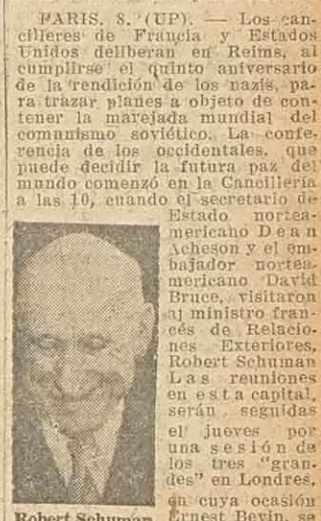 PARIS, 8. (UP). — Los can-
cilleres de Francia y Estados
Unidos deliberan en Reims, al
cumplirse el quinto aniversario
de la rendición de los nazis, pa-
ra trazar planes a objeto de con-
tener la marejada mundial del
comunismo soviético. La confe-
rencia de los occidentales, que
puede decidir la futura paz del
mundo comenzó en la Cancillería
a las 10, cuando el secretario de
Estado nortea-
mericano Dean
Acheson y el em-
bajador nortea-
mericano David
Bruce, visitaron
aj ministro fran-
cés de Relacio-
nes Exteriores,
Robert Schuman
Las reuniones
en esta capital,
serán seguidas
el jueves por
una sesión de
los tres "gran-
des" en Londres,
en cuya ocasión
Ernest Bevin, se
Robert Schuman